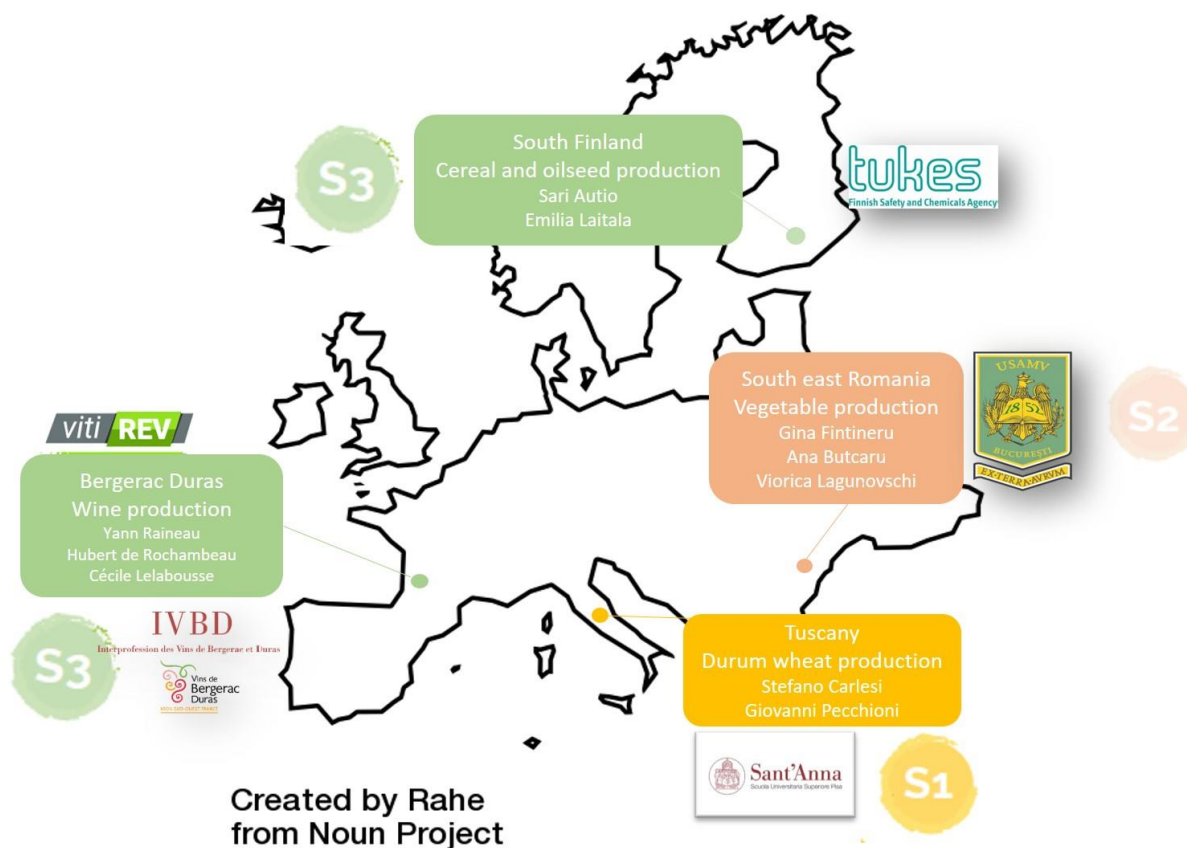 S3
South Finland
Cereal and oilseed production
Sari Autio
Emilia Laitala
tukes
Finnish Safety and Chemicals Agency
South east Romania
Vegetable production
Gina Fintineru
Ana Butcaru
Viorica Lagunovschi
USAMV
1852
BUCUREȘTI
EX·TERRA·AVRVM
S2
viti REV
Bergerac Duras
Wine production
Yann Raineau
Hubert de Rochambeau
Cécile Lelabousse
S3
IVBD
Interprofession des Vins de Bergerac et Duras
Vins de
Bergerac
Duras
Tuscany
Durum wheat production
Stefano Carlesi
Giovanni Pecchioni
Sant'Anna
Scuola Universitaria Superiore Pisa
S1
Created by Rahe
from Noun Project